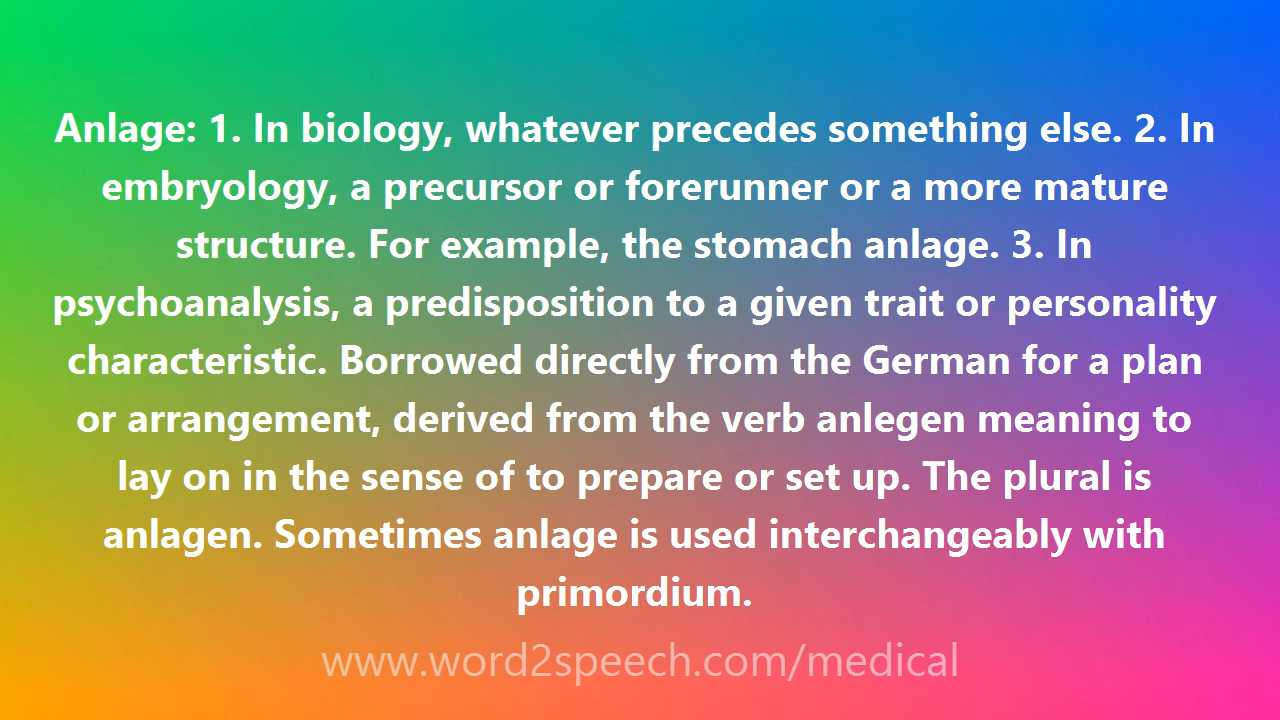 Anlage: 1. In biology, whatever precedes something else. 2. In
embryology, a precursor or forerunner or a more mature
structure. For example, the stomach anlage. 3. In
psychoanalysis, a predisposition to a given trait or personality
characteristic. Borrowed directly from the German for a plan
or arrangement, derived from the verb anlegen meaning to
lay on in the sense of to prepare or set up. The plural is
anlagen. Sometimes anlage is used interchangeably with
primordium.
www.word2speech.com/medical